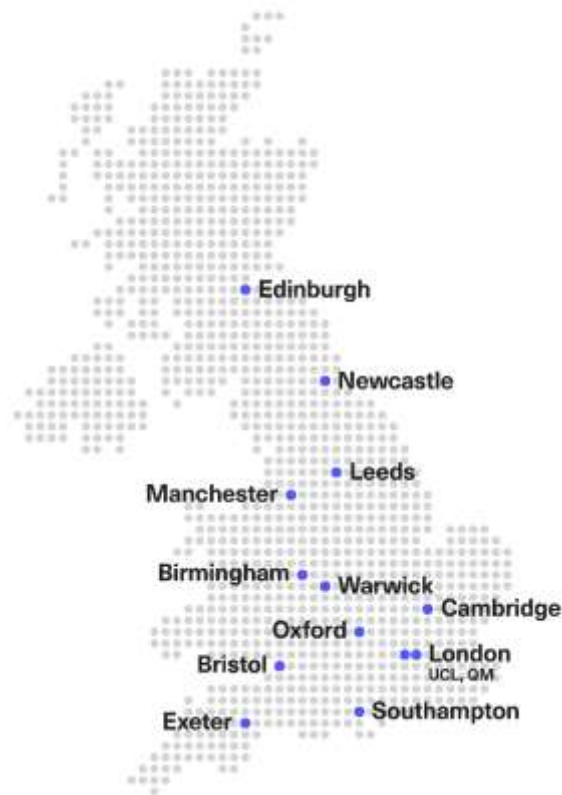 Edinburgh
Newcastle
Leeds
Manchester
Birmingham
Warwick
Cambridge
Oxford
London
UCL, QM
Bristol
Southampton
Exeter